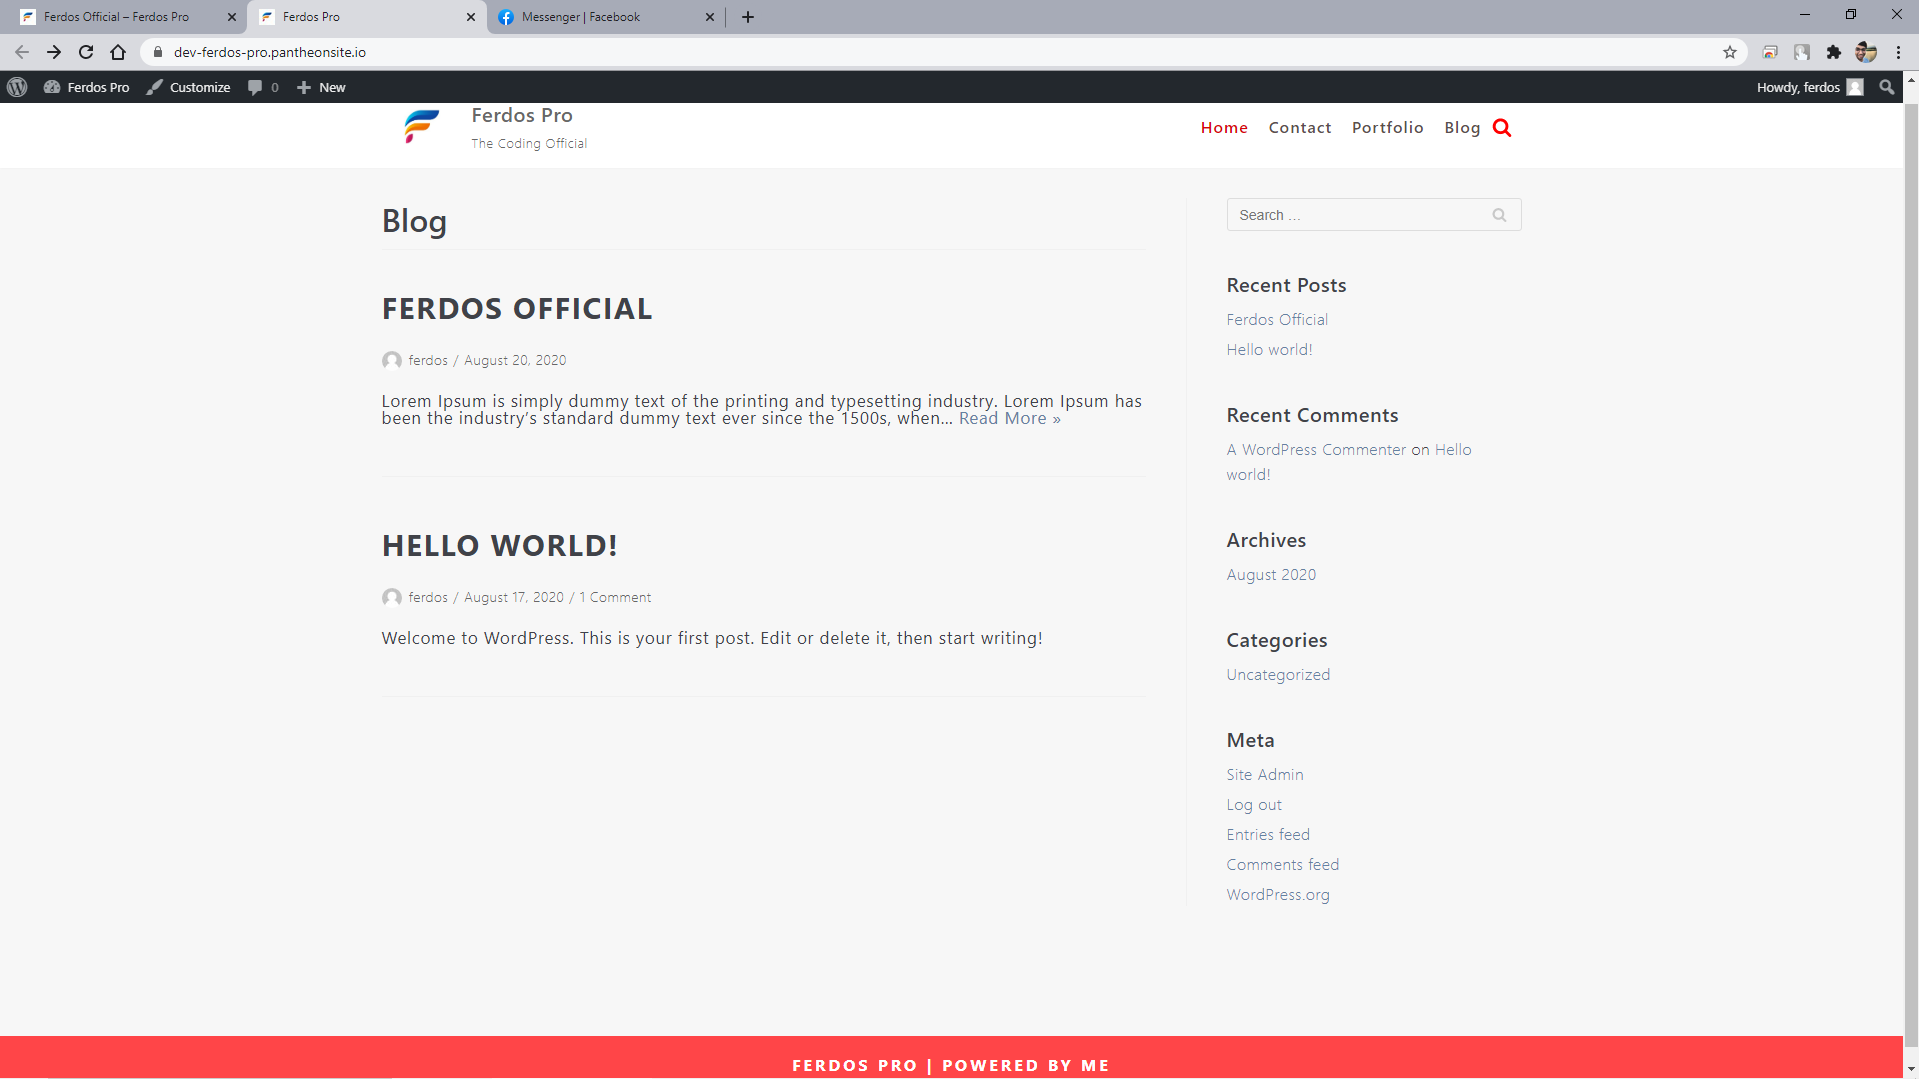 Ferdos Official – Ferdos Pro
Ferdos Pro
Messenger | Facebook
dev-ferdos-pro.pantheonsite.io
Ferdos Pro
Customize
0
New
Howdy, ferdos
Ferdos Pro
The Coding Official
Home
Contact
Portfolio
Blog
Blog
FERDOS OFFICIAL
ferdos / August 20, 2020
Lorem Ipsum is simply dummy text of the printing and typesetting industry. Lorem Ipsum has
been the industry’s standard dummy text ever since the 1500s, when… Read More »
HELLO WORLD!
ferdos / August 17, 2020 / 1 Comment
Welcome to WordPress. This is your first post. Edit or delete it, then start writing!
Search …
Recent Posts
Ferdos Official
Hello world!
Recent Comments
A WordPress Commenter on Hello
world!
Archives
August 2020
Categories
Uncategorized
Meta
Site Admin
Log out
Entries feed
Comments feed
WordPress.org
FERDOS PRO | POWERED BY ME